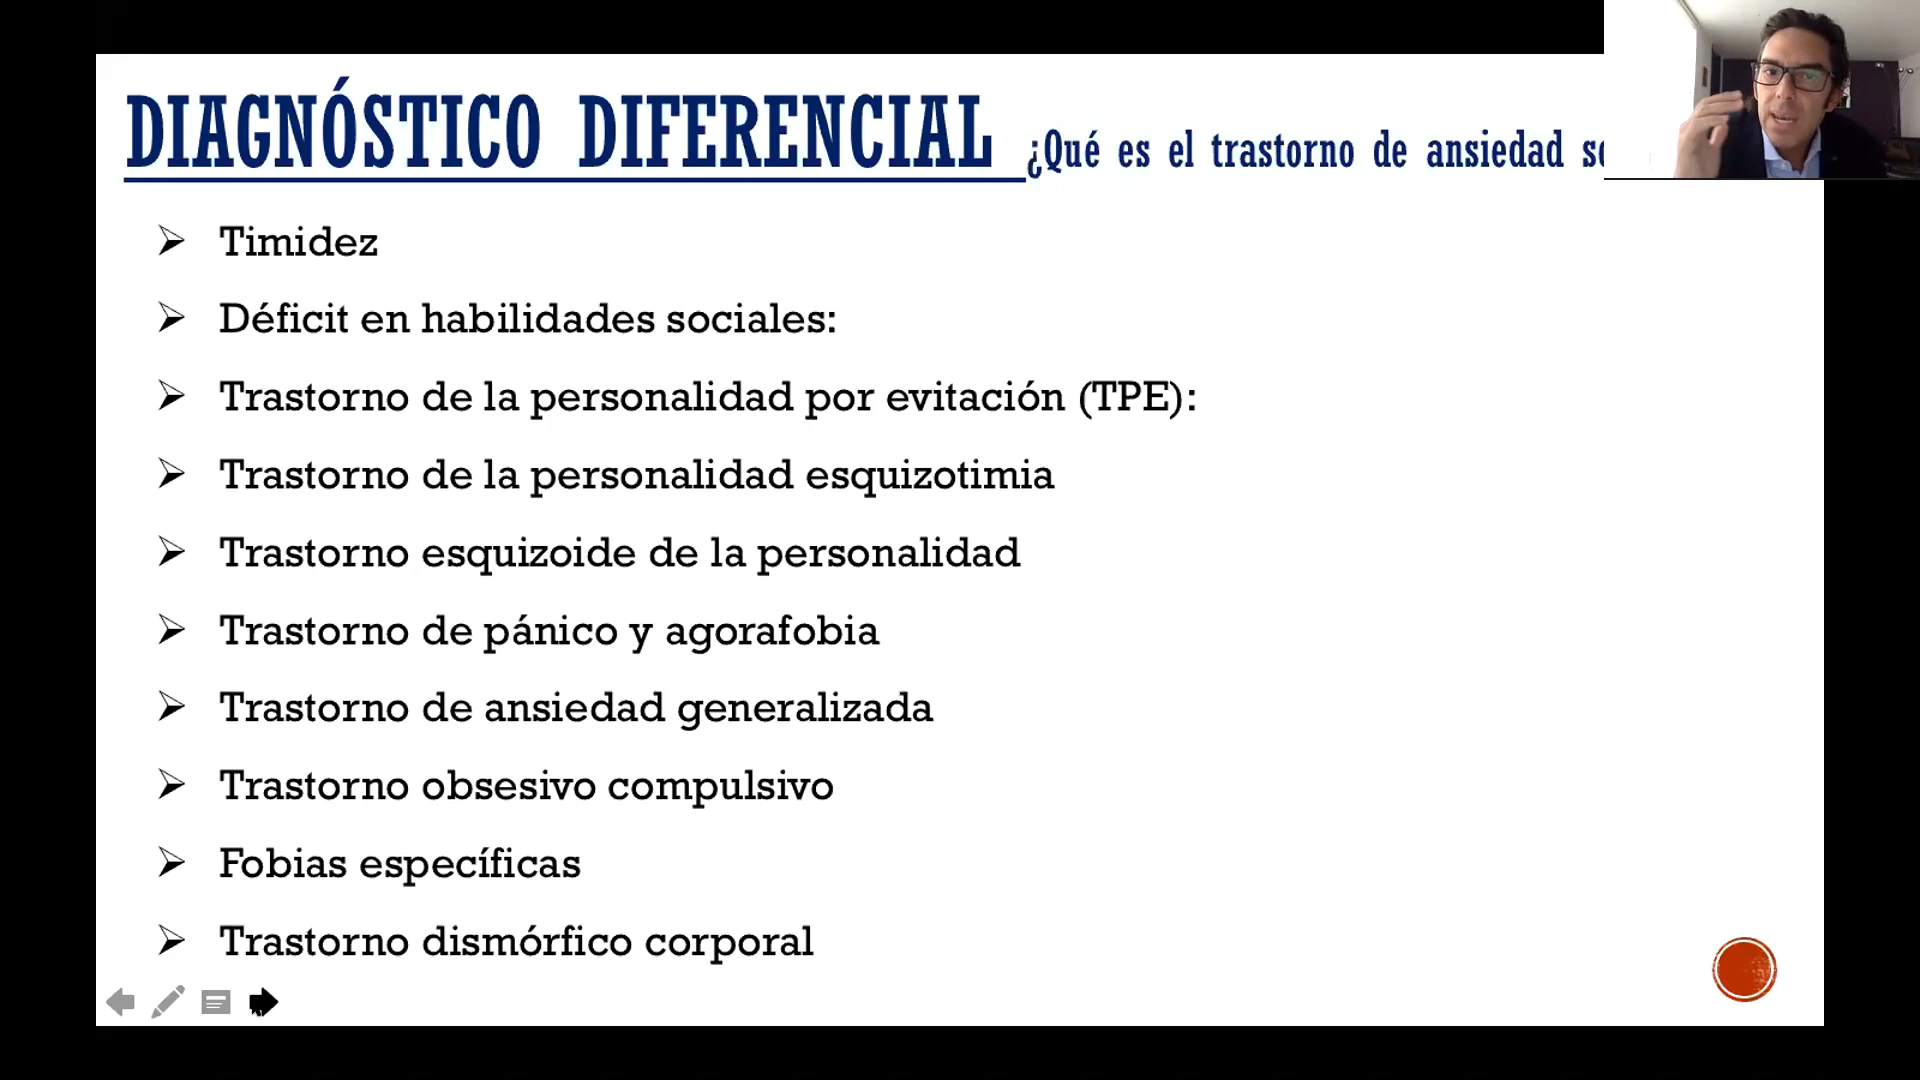 DIAGNÓSTICO DIFERENCIAL ¿Qué es el trastorno de ansiedad
Timidez
Déficit en habilidades sociales:
Trastorno de la personalidad por evitación (TPE):
Trastorno de la personalidad esquizotimia
Trastorno esquizoide de la personalidad
Trastorno de pánico y agorafobia
Trastorno de ansiedad generalizada
Trastorno obsesivo compulsivo
Fobias específicas
Trastorno dismórfico corporal